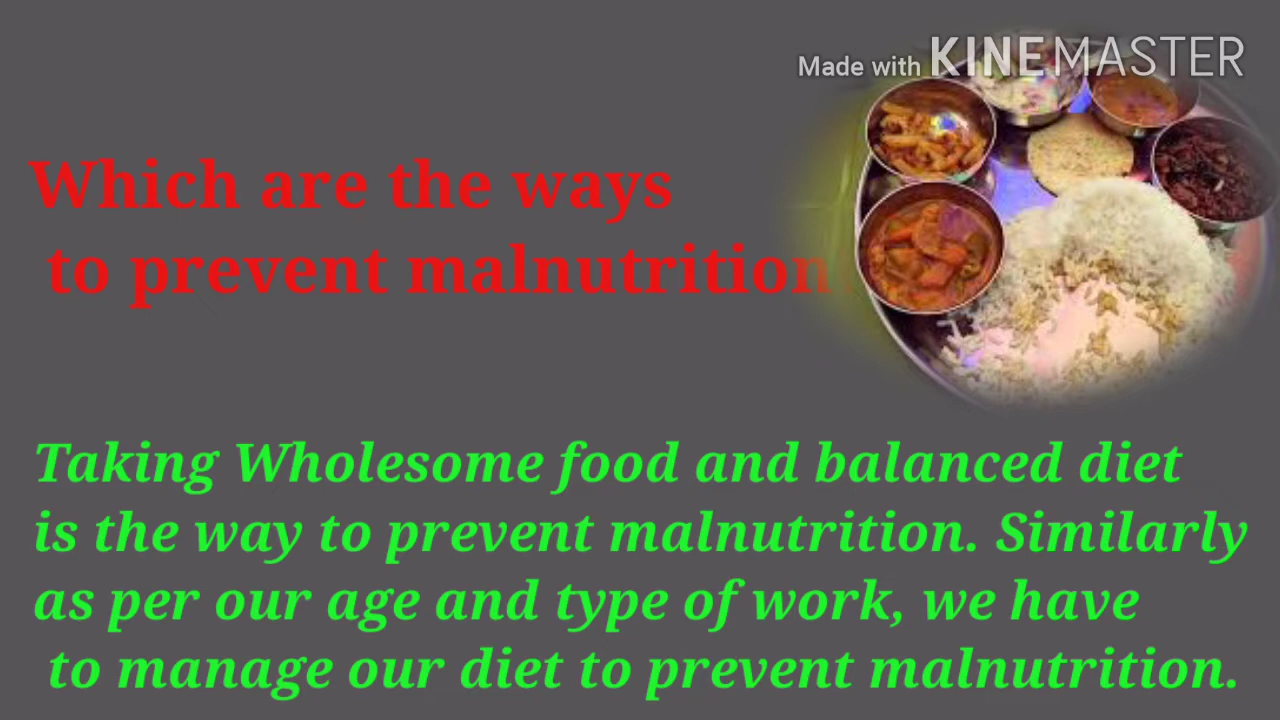 Made with KINEMASTER
Which are the ways
to prevent malnutrition
Taking Wholesome food and balanced diet
is the way to prevent malnutrition. Similarly
as per our age and type of work, we have
to manage our diet to prevent malnutrition.